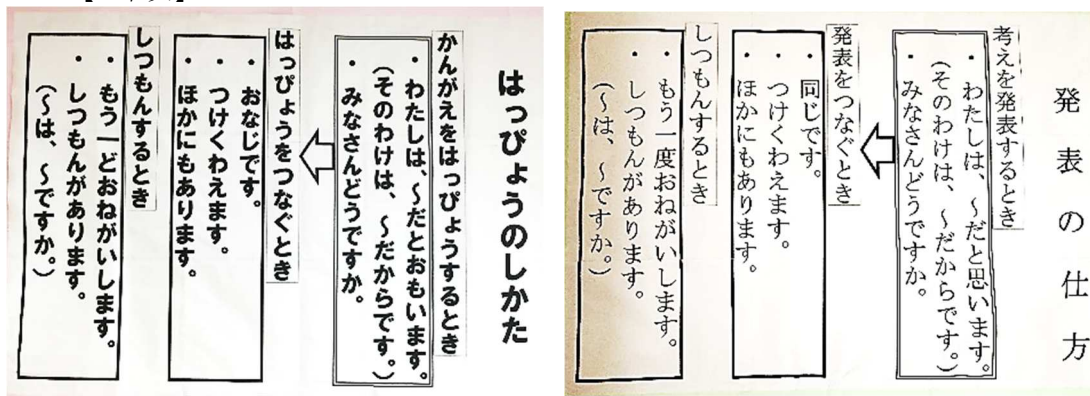 はっぴょうのしかた
かんがえをはっぴょうするとき
・わたしは、～だとおもいます。
（そのわけは、～だからです。）
・みなさんどうですか。
はっぴょうをつなぐとき
・おなじです。
・つけくわえます。
・ほかにもあります。
しつもんするとき
・もう一どおねがいします。
・しつもんがあります。
（～は、～ですか。）
発表の仕方
考えを発表するとき
・わたしは、～だと思います。
（そのわけは、～だからです。）
・みなさんどうですか。
発表をつなぐとき
・同じです。
・つけくわえます。
・ほかにもあります。
しつもんするとき
・もう一度おねがいします。
・しつもんがあります。
（～は、～ですか。）